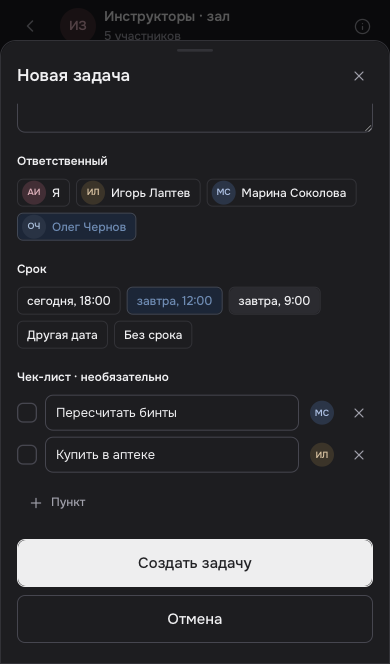 ИЗ
Инструкторы · зал
5 участников
Новая задача
Ответственный
АИ Я
ИЛ Игорь Лаптев
МС Марина Соколова
ОЧ Олег Чернов
Срок
сегодня, 18:00
завтра, 12:00
завтра, 9:00
Другая дата
Без срока
Чек-лист · необязательно
Пересчитать бинты
МС
Купить в аптеке
ИЛ
Пункт
Создать задачу
Отмена